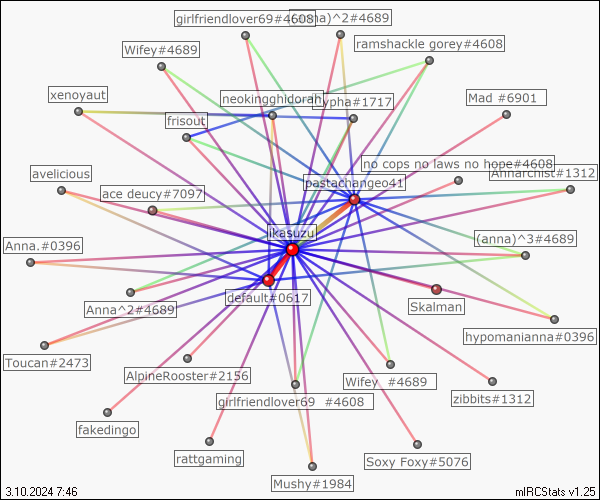 girlfriendlover69#4608
(anna)^2#4689
Wifey#4689
ramshackle gorey#4608
xenoyaut
neokingghidorah
hypha#1717
Mad #6901
frisout
no cops no laws no hope#4608
avelicious
ace deucy#7097
pastachangeo41
Annarchist#1312
ikasuzu
Anna.#0396
(anna)^3#4689
default#0617
Anna^2#4689
Skalman
hypomanianna#0396
Toucan#2473
AlpineRooster#2156
Wifey #4689
zibbits#1312
girlfriendlover69 #4608
fakedingo
rattgaming
Soxy Foxy#5076
Mushy#1984
3.10.2024 7:46
mIRCStats v1.25